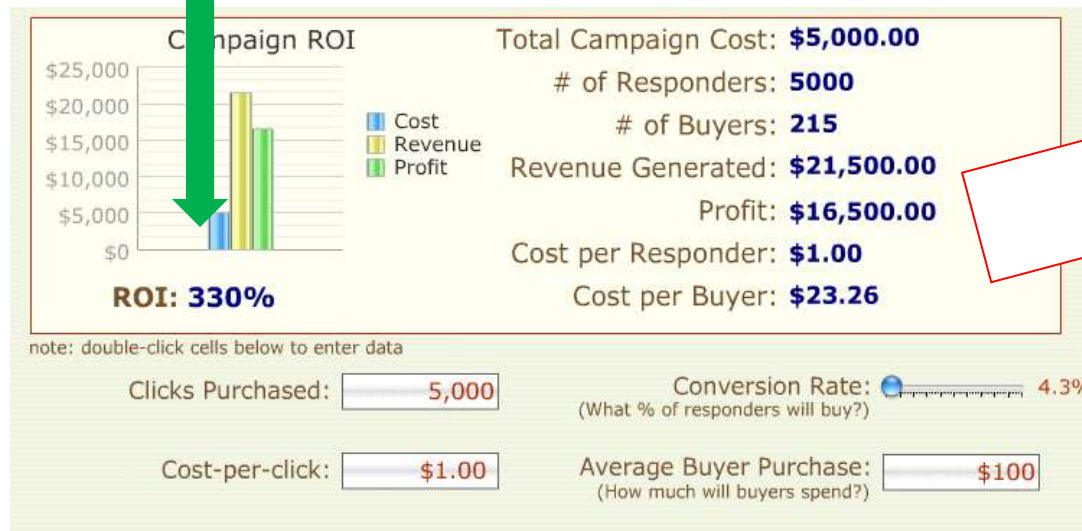 C mpaign ROI
$25,000
$20,000
$15,000
$10,000
$5,000
$0
Cost
Revenue
Profit
ROI: 330%
Total Campaign Cost: $5,000.00
# of Responders: 5000
# of Buyers: 215
Revenue Generated: $21,500.00
Profit: $16,500.00
Cost per Responder: $1.00
Cost per Buyer: $23.26
note: double-click cells below to enter data
Clicks Purchased: 5,000
Conversion Rate: 4.3%
(What % of responders will buy?)
Cost-per-click: $1.00
Average Buyer Purchase: $100
(How much will buyers spend?)